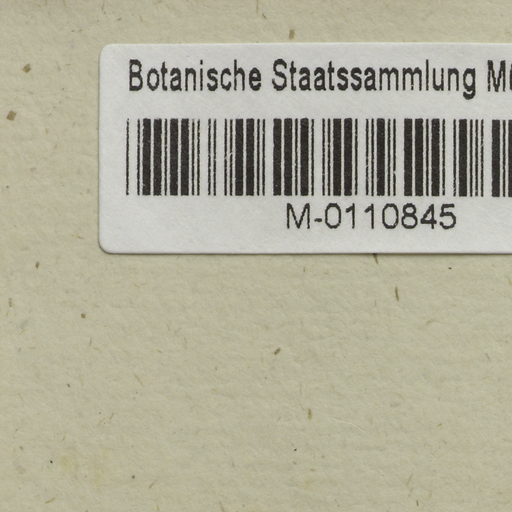 Botanische Staatssammlung
M-0110845